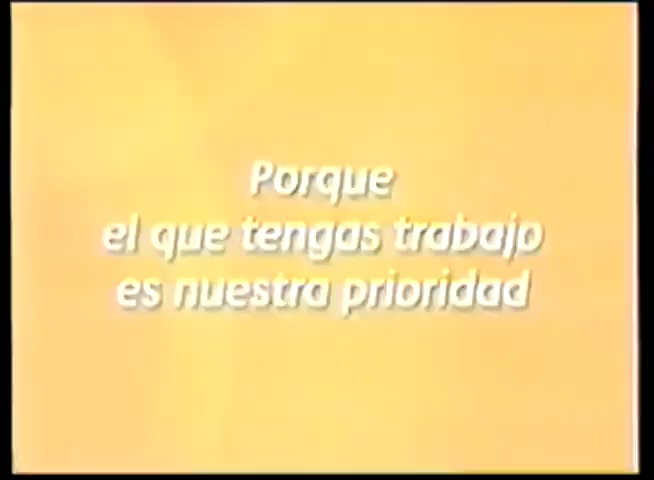 Porque
el que tengas trabajo
es nuestra prioridad